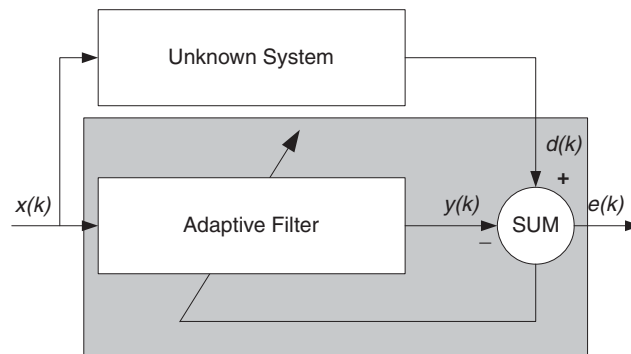 Unknown System
d(k)
+
x(k)
Adaptive Filter
y(k)
–
SUM
e(k)